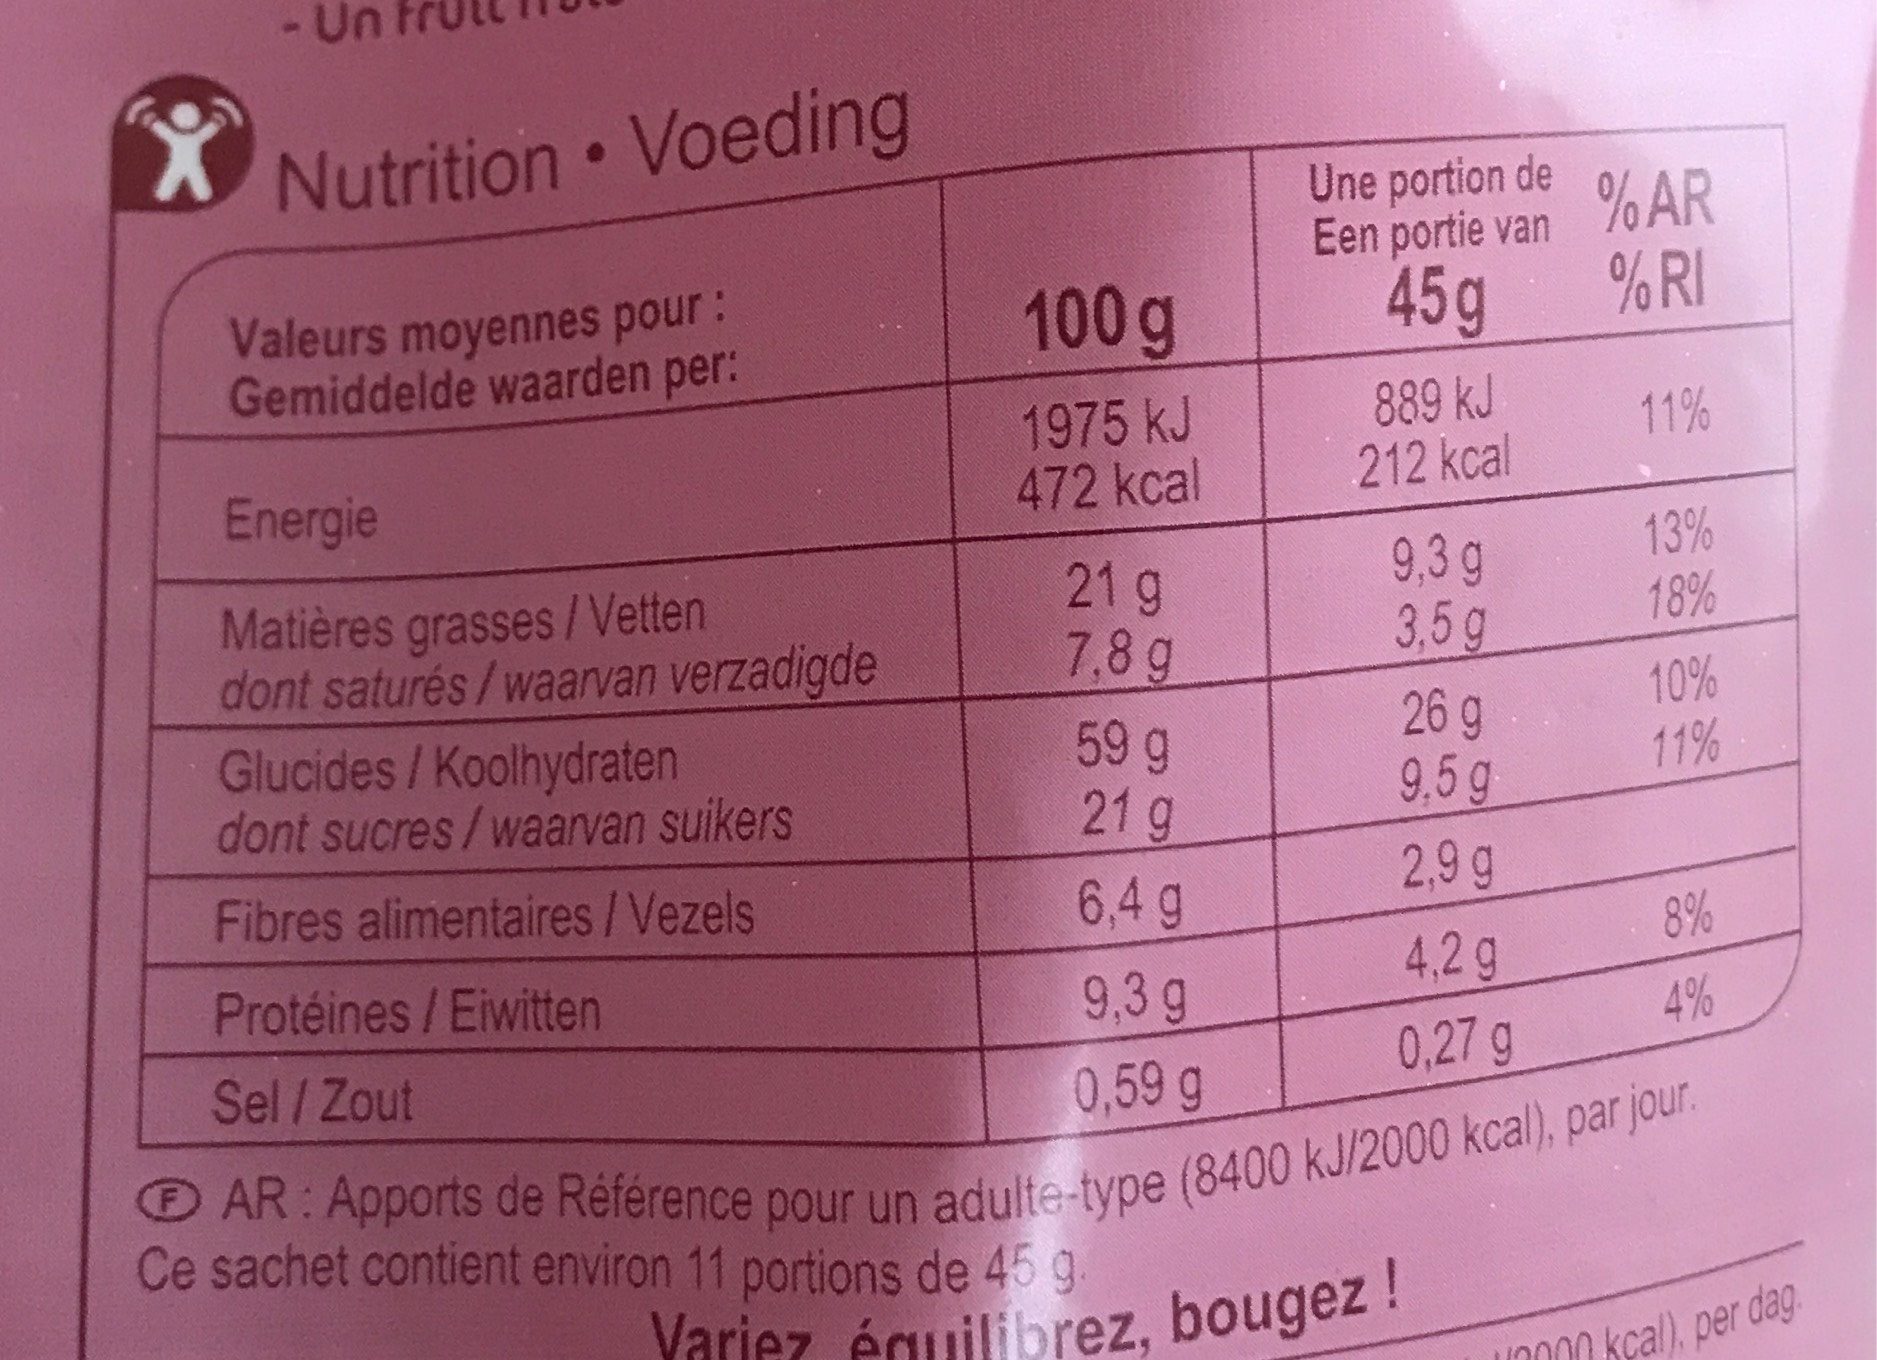 - Un
Nutrition • Voeding
Une portion de %AR
Een portie van %RI
Valeurs moyennes pour : 100 g 45 g
Gemiddelde waarden per:
Energie 1975 kJ 889 kJ 11%
472 kcal 212 kcal
Matières grasses / Vetten 21 g 9,3 g 13%
dont saturés / waarvan verzadigde 7,8 g 3,5 g 18%
Glucides / Koolhydraten 59 g 26 g 10%
dont sucres / waarvan suikers 21 g 9,5 g 11%
Fibres alimentaires / Vezels 6,4 g 2,9 g
Protéines / Eiwitten 9,3 g 4,2 g 8%
Sel / Zout 0,59 g 0,27 g 4%
F AR : Apports de Référence pour un adulte-type (8400 kJ/2000 kcal), par jour.
Ce sachet contient environ 11 portions de 45 g.
Variez, équilibrez, bougez !
kcal), per dag.